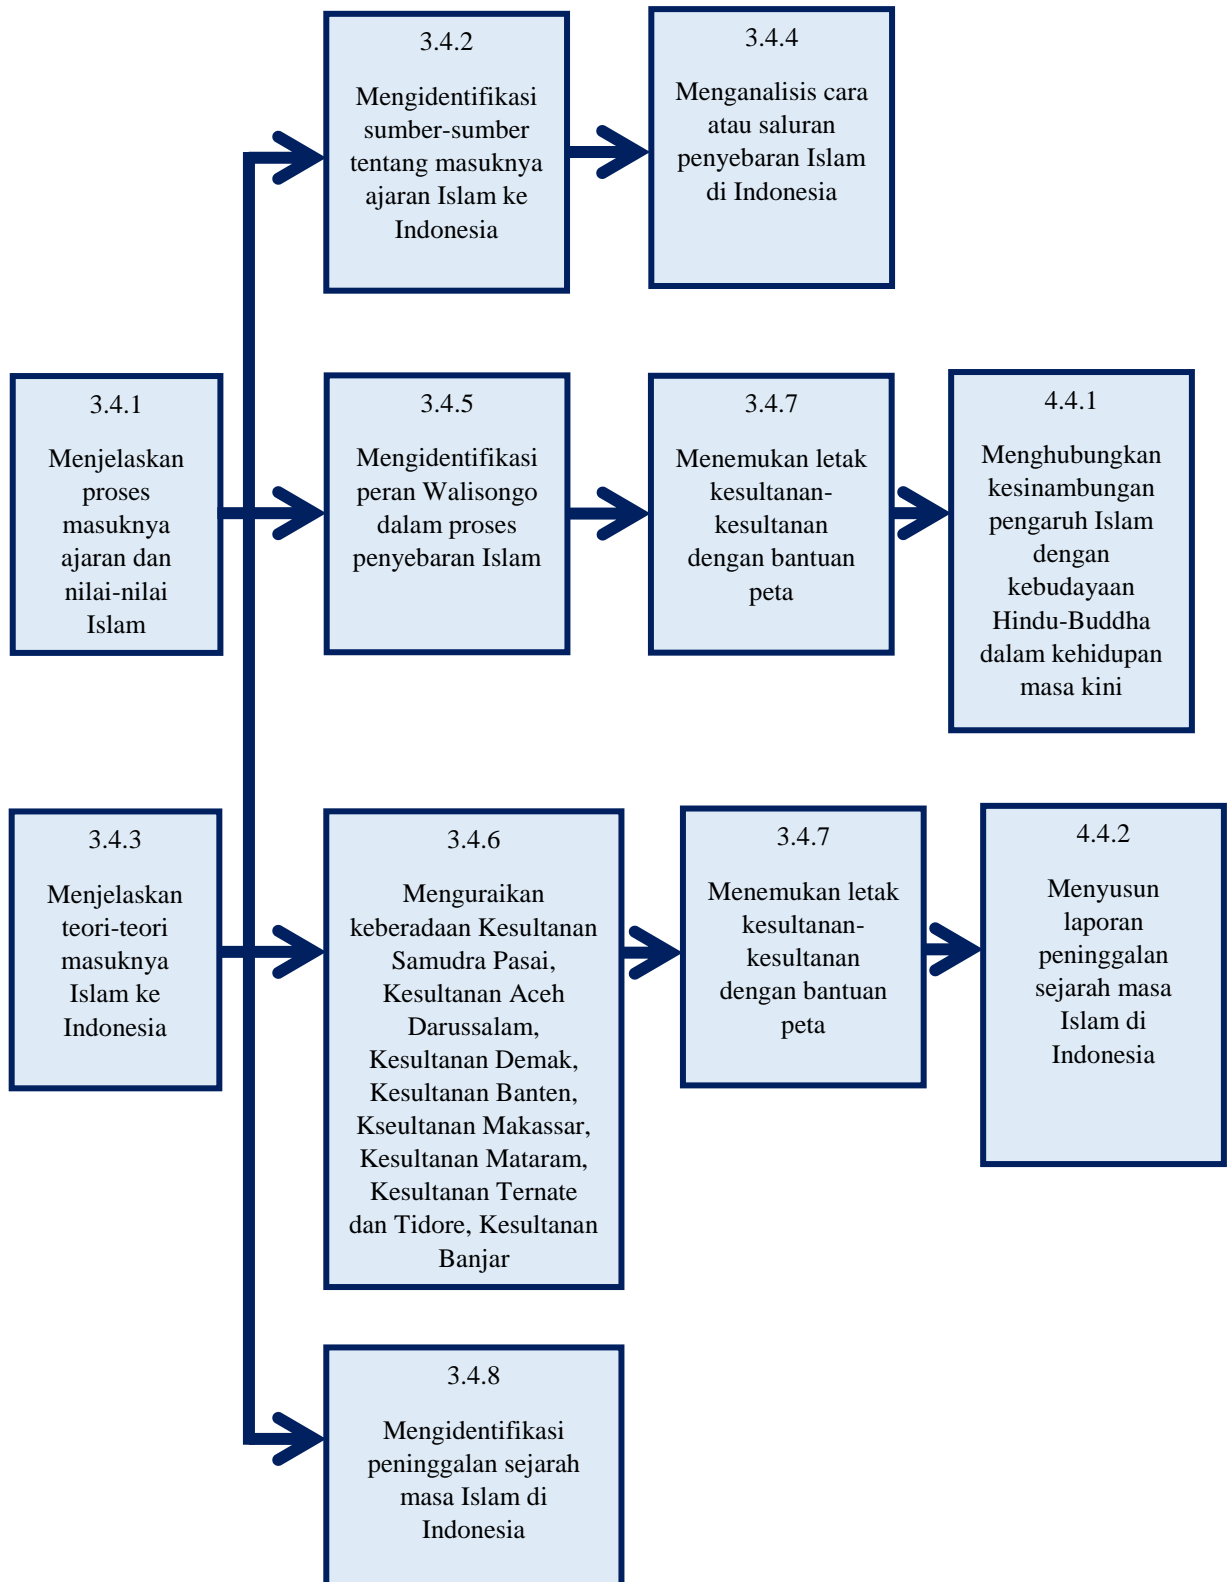 3.4.2
Mengidentifikasi
sumber-sumber
tentang masuknya
ajaran Islam ke
Indonesia
3.4.4
Menganalisis cara
atau saluran
penyebaran Islam
di Indonesia
3.4.1
Menjelaskan
proses
masuknya
ajaran dan
nilai-nilai
Islam
3.4.5
Mengidentifikasi
peran Walisongo
dalam proses
penyebaran Islam
3.4.7
Menemukan letak
kesultanan-
kesultanan
dengan bantuan
peta
4.4.1
Menghubungkan
kesinambungan
pengaruh Islam
dengan
kebudayaan
Hindu-Buddha
dalam kehidupan
masa kini
3.4.3
Menjelaskan
teori-teori
masuknya
Islam ke
Indonesia
3.4.6
Menguraikan
keberadaan Kesultanan
Samudra Pasai,
Kesultanan Aceh
Darussalam,
Kesultanan Demak,
Kesultanan Banten,
Kseultanan Makassar,
Kesultanan Mataram,
Kesultanan Ternate
dan Tidore, Kesultanan
Banjar
3.4.7
Menemukan letak
kesultanan-
kesultanan
dengan bantuan
peta
4.4.2
Menyusun
laporan
peninggalan
sejarah masa
Islam di
Indonesia
3.4.8
Mengidentifikasi
peninggalan sejarah
masa Islam di
Indonesia